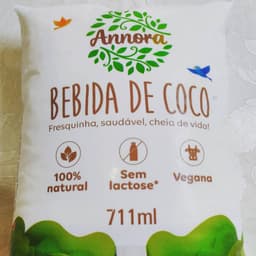 Annora
BEBIDA DE COCO
Fresquinha, saudável, cheia de vida!
100%
natural
Sem
lactose*
Vegana
711ml